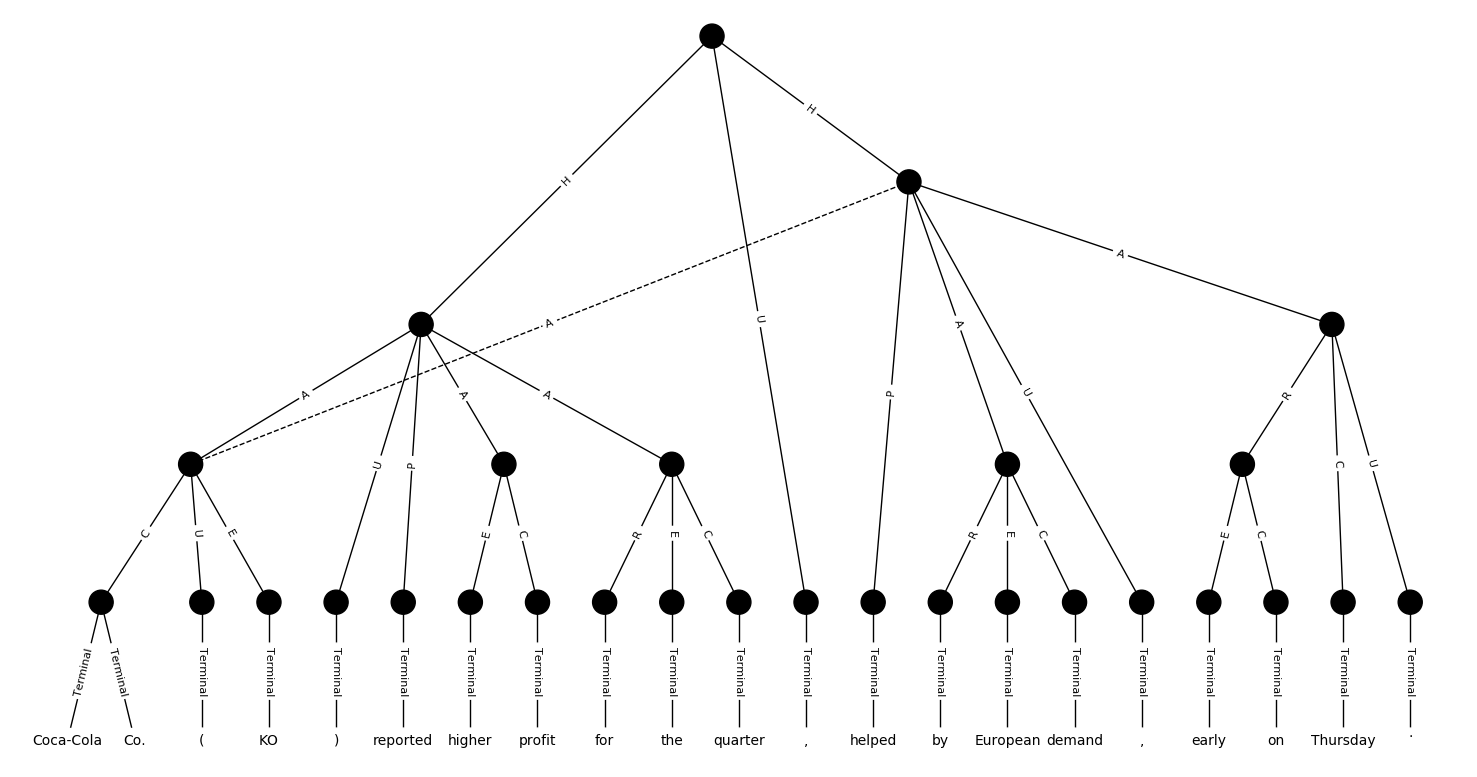 H
H
A
A
U
A
P
A
U
A
A
A
R
U
P
C
U
C
U
E
E
C
R
E
C
R
E
C
E
C
Terminal Terminal Terminal Terminal Terminal Terminal Terminal Terminal Terminal Terminal Terminal Terminal Terminal Terminal Terminal Terminal Terminal Terminal Terminal Terminal Terminal
Coca-Cola Co. ( KO ) reported higher profit for the quarter , helped by European demand , early on Thursday .